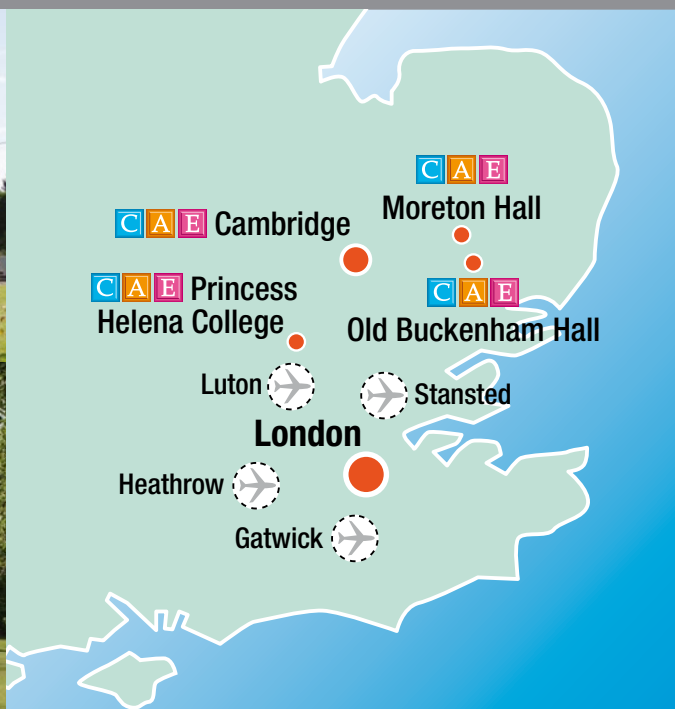 CAE
Moreton Hall
CAE Cambridge
CAE Princess
Helena College
CAE
Old Buckenham Hall
Luton
Stansted
London
Heathrow
Gatwick